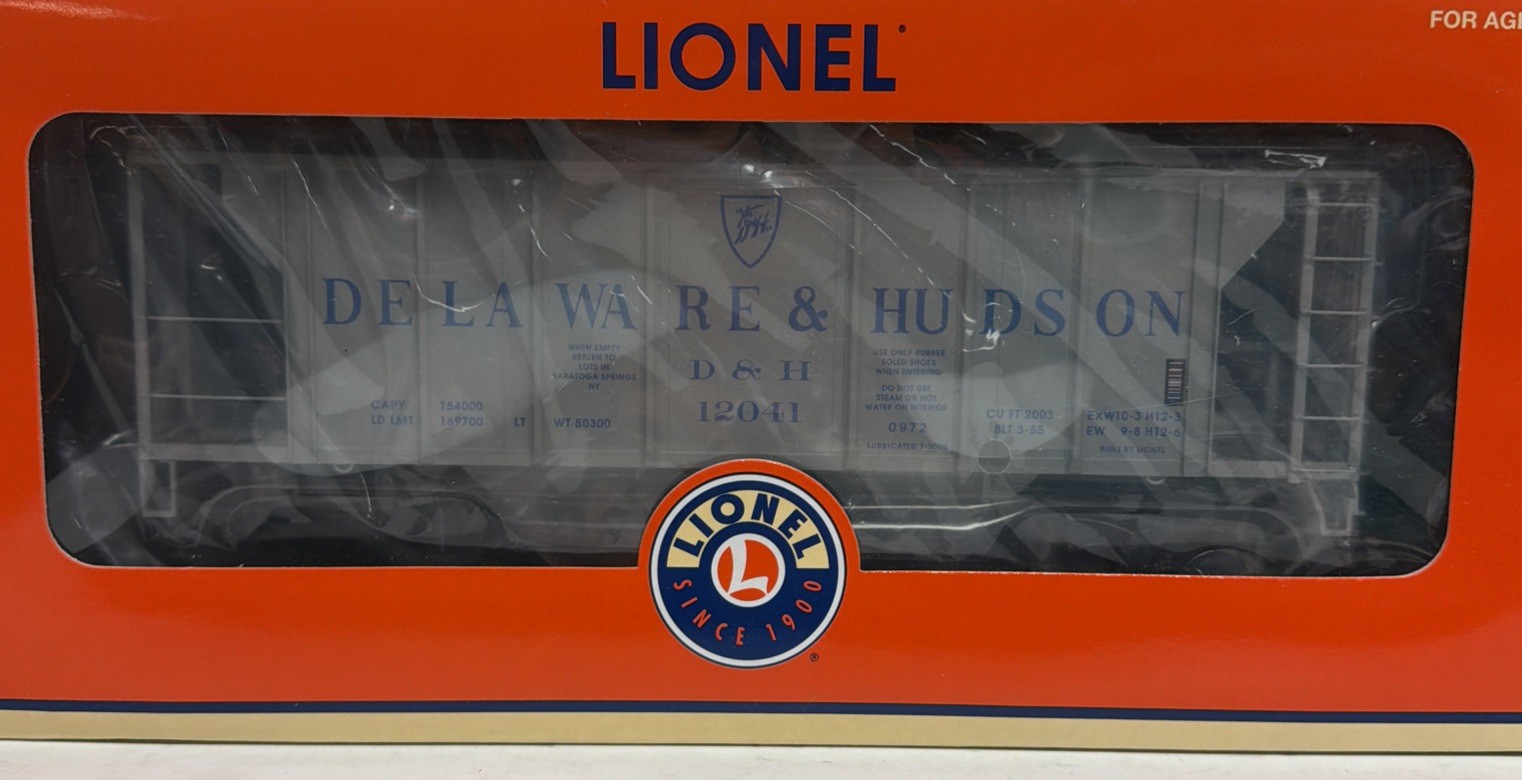 LIONEL®
FOR AGE
D&H
DELAWARE & HUDSON
WHEN EMPTY
RETURN TO
LOTS IN
SARATOGA SPRINGS
NY
D & H
12041
USE ONLY RUBBER
SOLED SHOES
WHEN ENTERING
DO NOT USE
STEAM OR HOT
WATER ON INTERIOR
0972
LUBRICATED 7-2006
CAPY 154000
LD LMT 169700 LT WT 50300
CU FT 2003
BLT 3-55
EXW10-3 H12-3
EW 9-8 H12-6
BUILT BY LIONEL
LIONEL
L
SINCE 1900
®